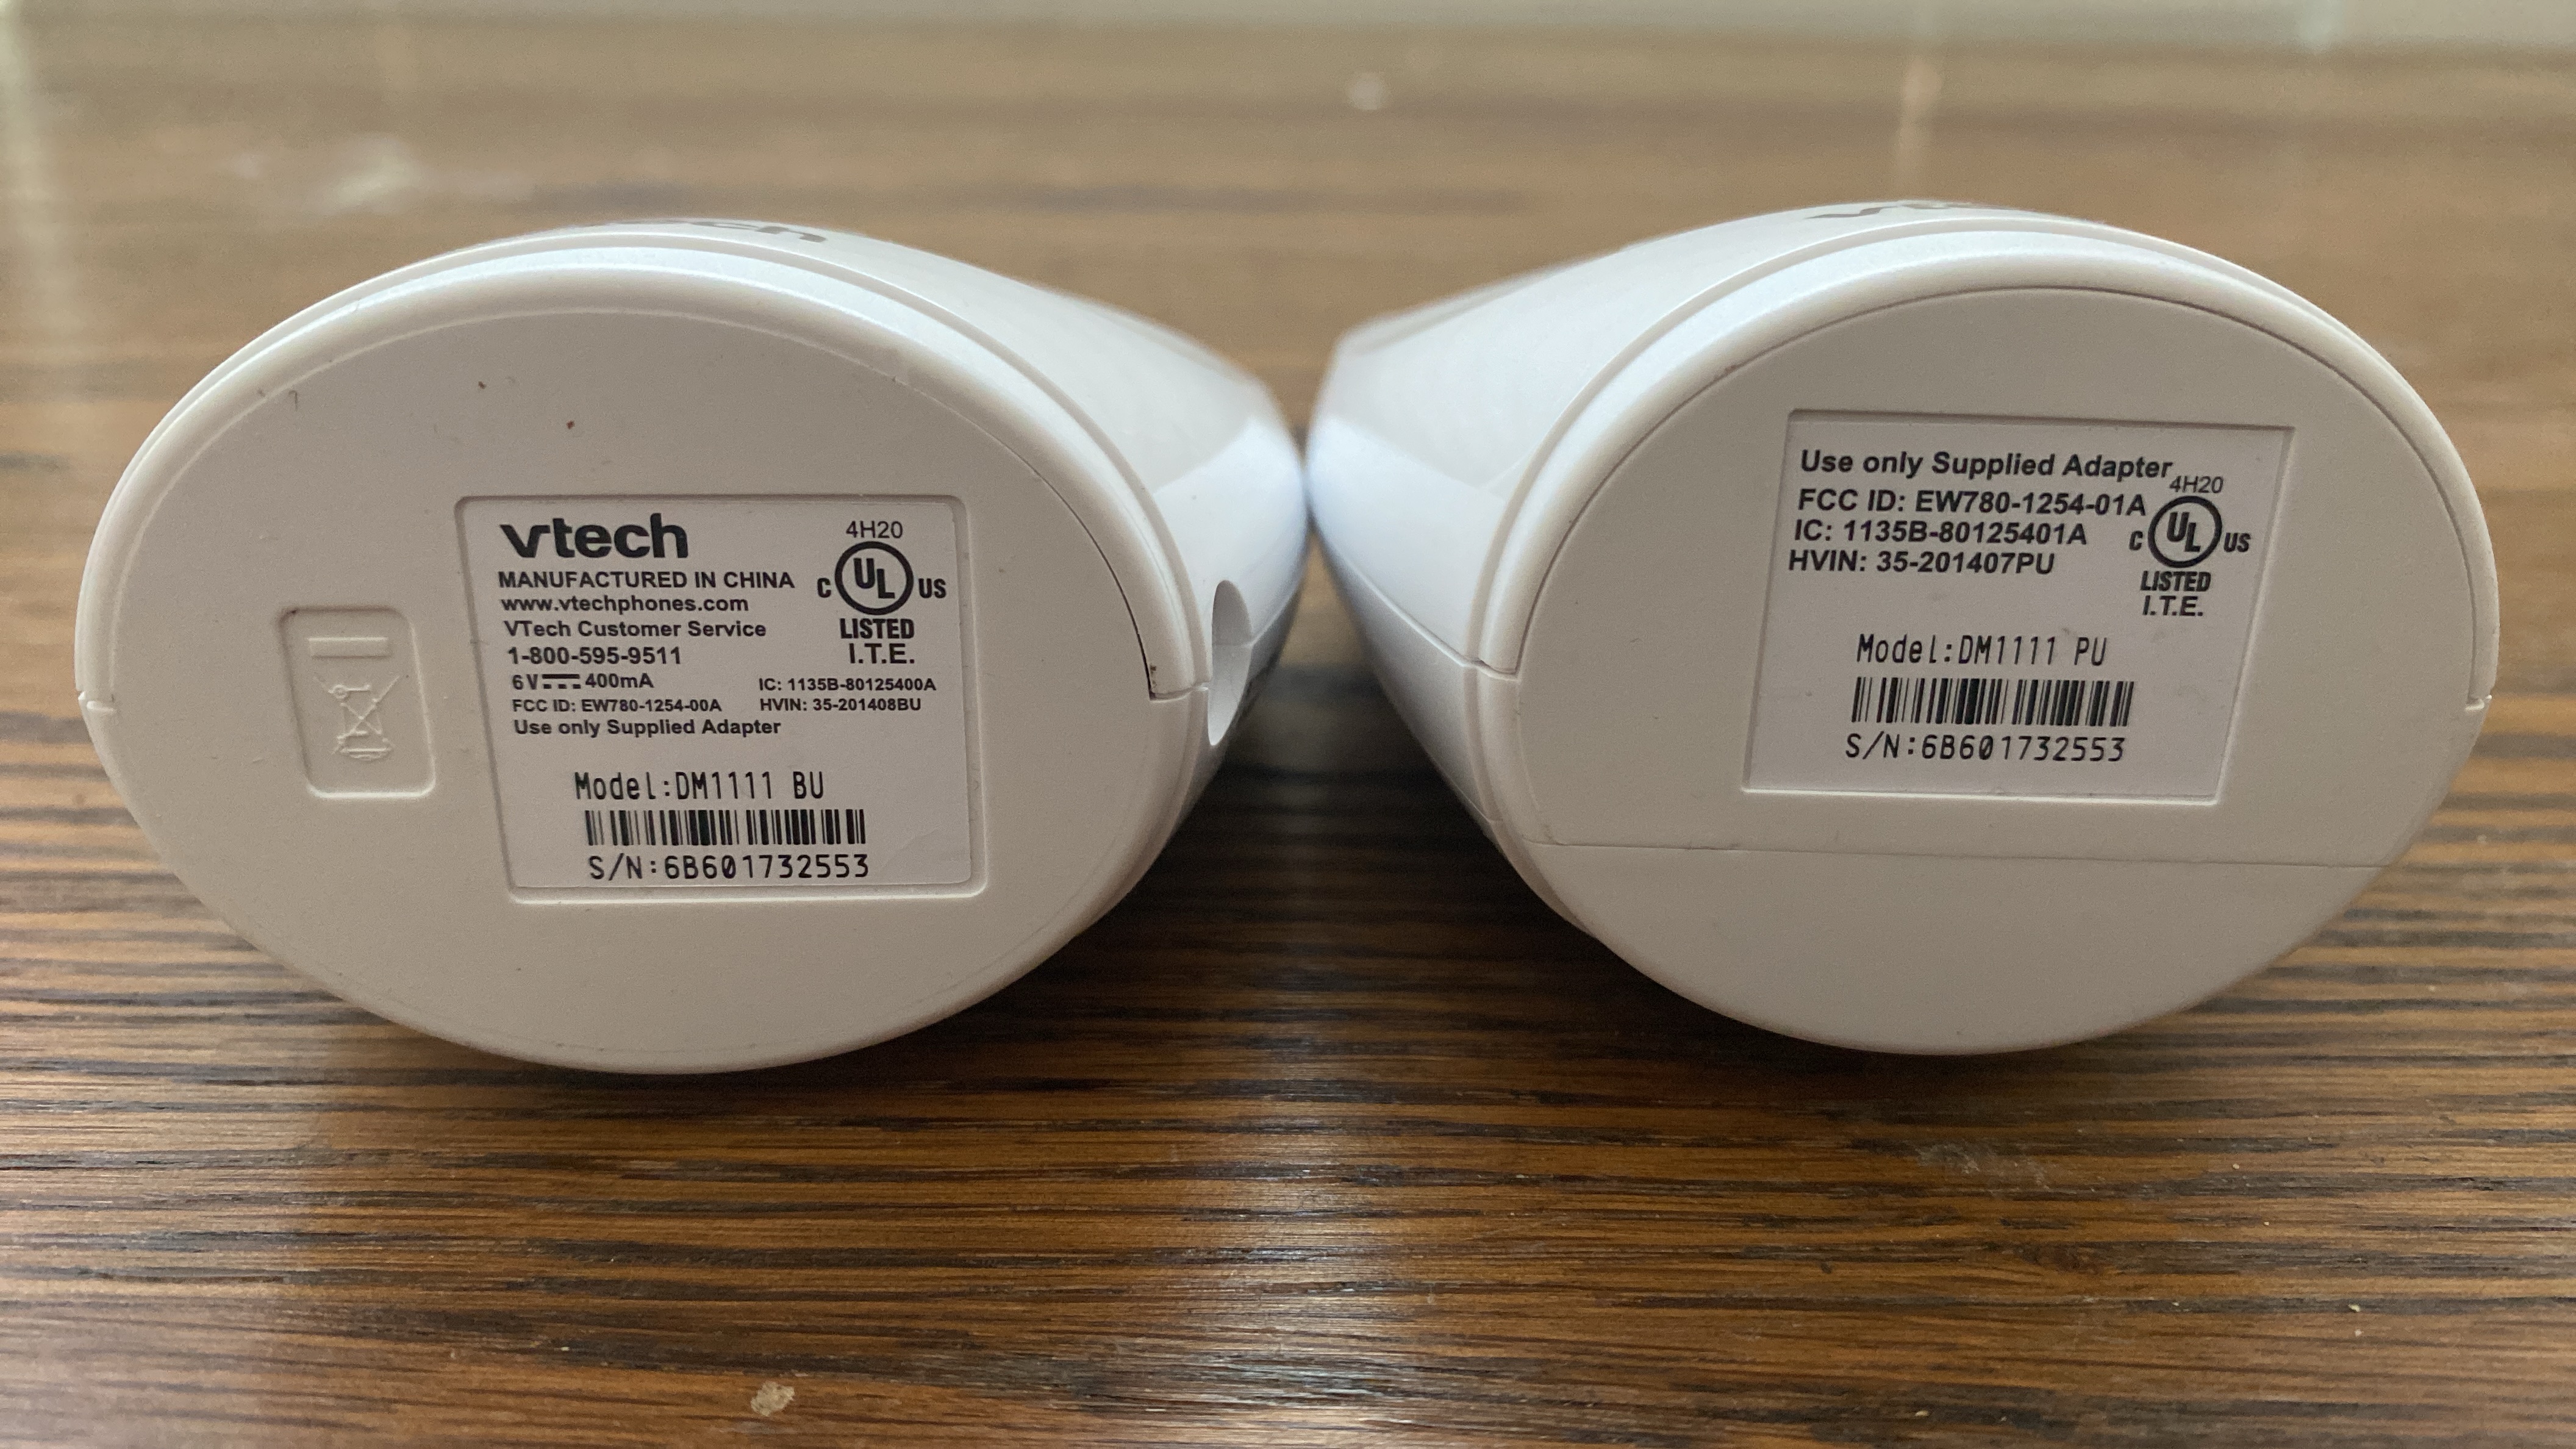 vtech
MANUFACTURED IN CHINA
www.vtechphones.com
VTech Customer Service
1-800-595-9511
6V 400mA
FCC ID: EW780-1254-00A
Use only Supplied Adapter
4H20
C UL US
LISTED
I.T.E.
IC: 1135B-80125400A
HVIN: 35-201408BU
Model:DM1111 BU
S/N:6B601732553
Use only Supplied Adapter
FCC ID: EW780-1254-01A
IC: 1135B-80125401A
HVIN: 35-201407PU
4H20
C UL US
LISTED
I.T.E.
Model:DM1111 PU
S/N:6B601732553